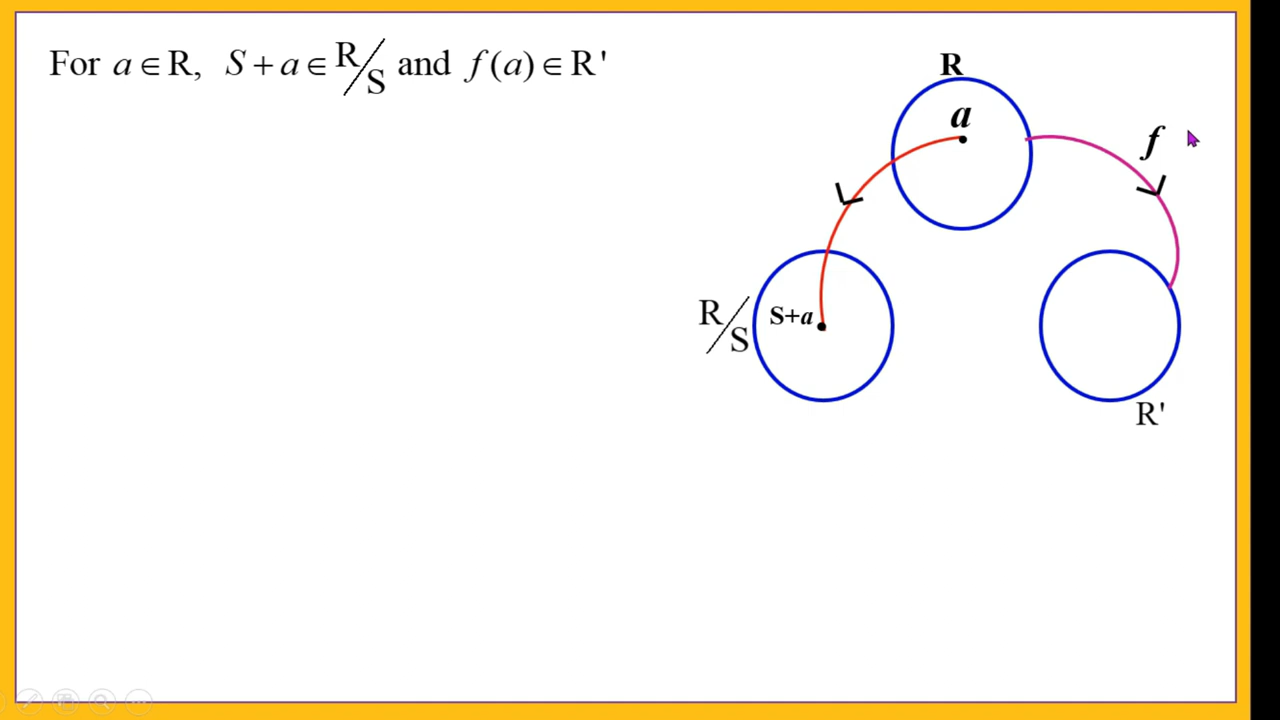 For a ∈ R, S + a ∈ R/S and f(a) ∈ R'
R
a
f
R/S
S+a
R'